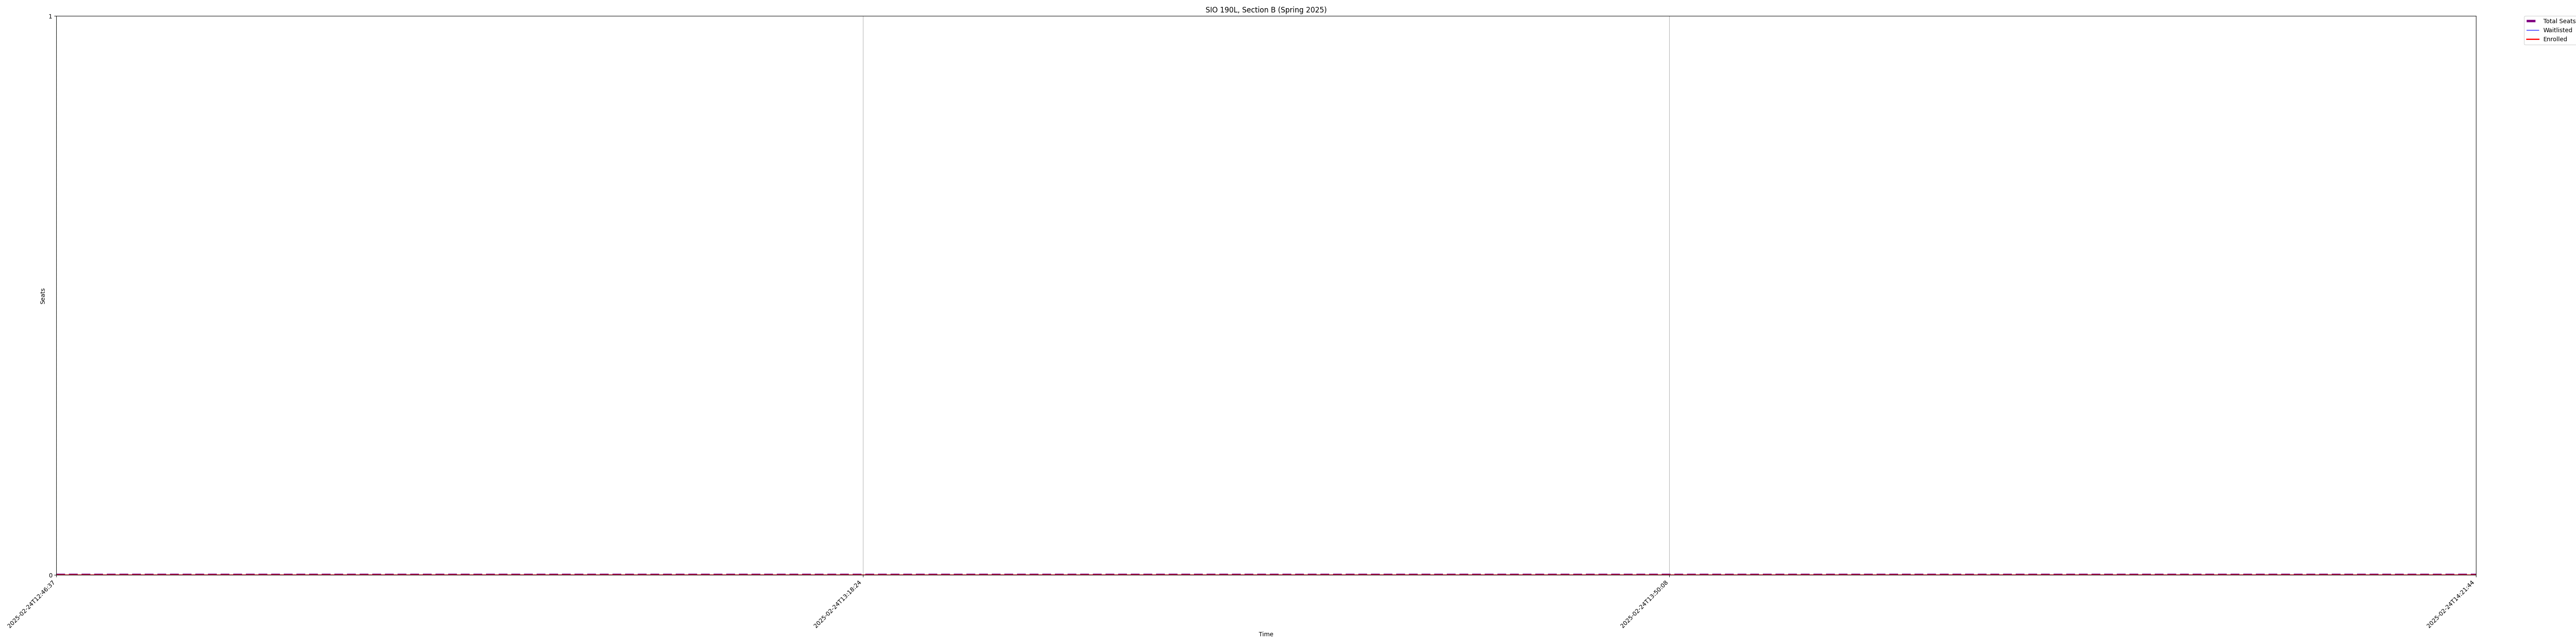 SIO 190L, Section B (Spring 2025)
1
Total Seats
Waitlisted
Enrolled
Seats
0
2025-02-24T12:46:37
2025-02-24T13:18:24
2025-02-24T13:50:08
2025-02-24T14:21:44
Time